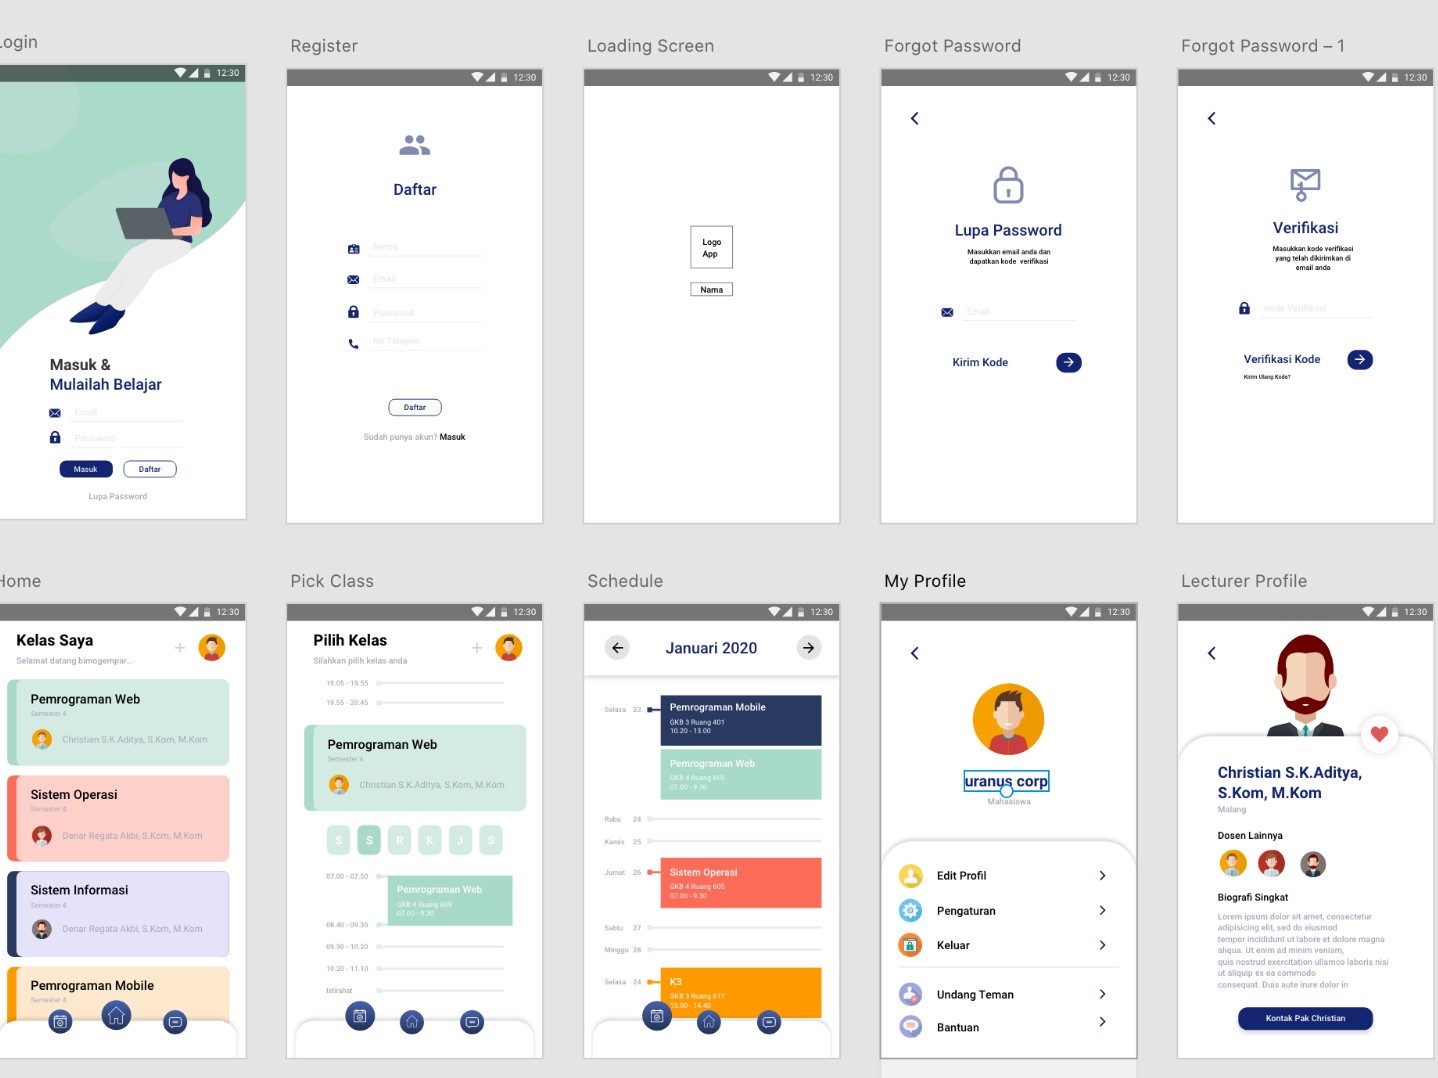 Login
12:30
Masuk &
Mulailah Belajar
Email
Password
Masuk
Daftar
Lupa Password
Register
12:30
Daftar
Nama
Email
Password
No Telepon
Daftar
Sudah punya akun? Masuk
Loading Screen
12:30
Logo
App
Nama
Forgot Password
12:30
Lupa Password
Masukkan email anda dan
dapatkan kode verifikasi
Email
Kirim Kode
Forgot Password – 1
12:30
Verifikasi
Masukkan kode verifikasi
yang telah dikirimkan di
email anda
Kode Verifikasi
Verifikasi Kode
Kirim Ulang Kode?
Home
12:30
Kelas Saya
Selamat datang bimogempar...
Pemrograman Web
Semester 4
Christian S.K.Aditya, S.Kom, M.Kom
Sistem Operasi
Semester 4
Denar Regata Akbi, S.Kom, M.Kom
Sistem Informasi
Semester 4
Denar Regata Akbi, S.Kom, M.Kom
Pemrograman Mobile
Semester 4
Pick Class
12:30
Pilih Kelas
Silahkan pilih kelas anda
19.05 - 19.55
19.55 - 20.45
Pemrograman Web
Semester 4
Christian S.K.Aditya, S.Kom, M.Kom
S S R K J S
07.00 - 07.50
Pemrograman Web
GKB 4 Ruang 605
07.00 - 9.30
08.40 - 09.30
09.30 - 10.20
10.20 - 11.10
Istirahat
Schedule
12:30
Januari 2020
Selasa 23
Pemrograman Mobile
GKB 3 Ruang 401
10.20 - 13.00
Pemrograman Web
GKB 4 Ruang 605
07.00 - 9.30
Rabu 24
Kamis 25
Jumat 26
Sistem Operasi
GKB 4 Ruang 605
07.00 - 9.30
Sabtu 27
Minggu 28
Selasa 24
K3
GKB 3 Ruang 611
13.00 - 14.40
My Profile
12:30
uranus corp
Mahasiswa
Edit Profil
Pengaturan
Keluar
Undang Teman
Bantuan
Lecturer Profile
12:30
Christian S.K.Aditya,
S.Kom, M.Kom
Malang
Dosen Lainnya
Biografi Singkat
Lorem ipsum dolor sit amet, consectetur
adipisicing elit, sed do eiusmod
tempor incididunt ut labore et dolore magna
aliqua. Ut enim ad minim veniam,
quis nostrud exercitation ullamco laboris nisi
ut aliquip ex ea commodo
consequat. Duis aute irure dolor in
Kontak Pak Christian